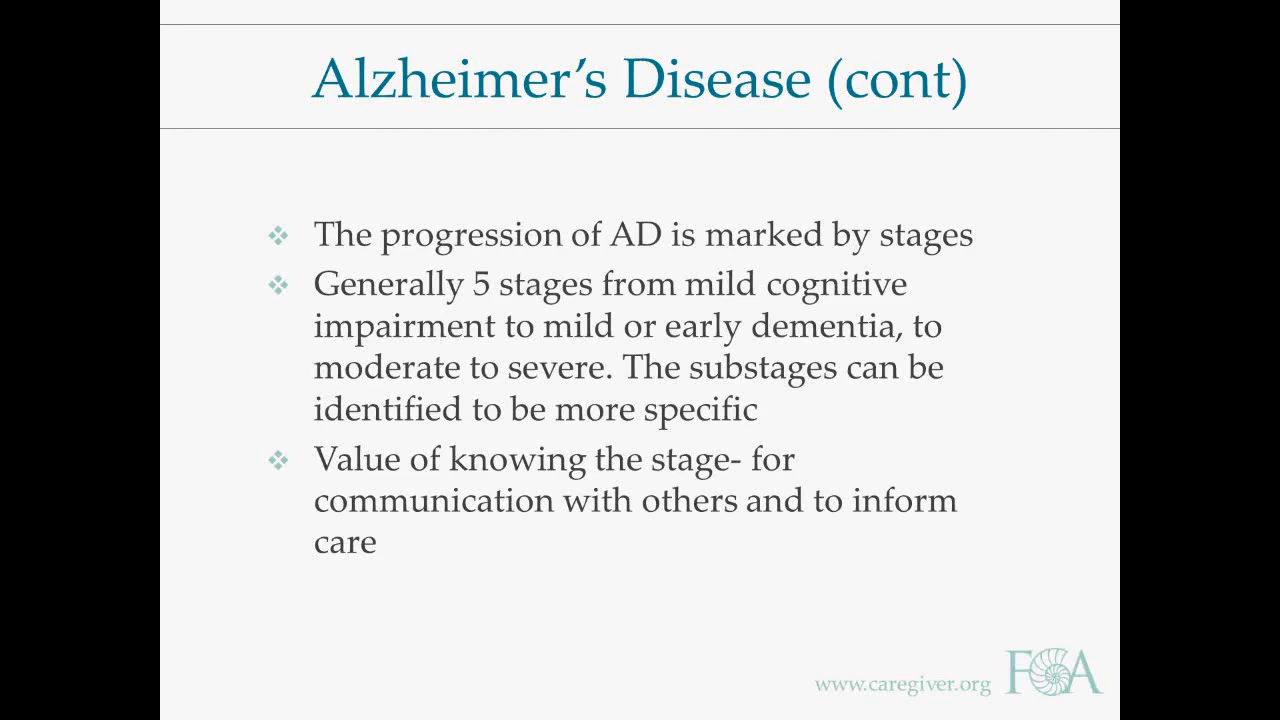 Alzheimer’s Disease (cont)
The progression of AD is marked by stages
Generally 5 stages from mild cognitive
impairment to mild or early dementia, to
moderate to severe. The substages can be
identified to be more specific
Value of knowing the stage- for
communication with others and to inform
care
www.caregiver.org FCA